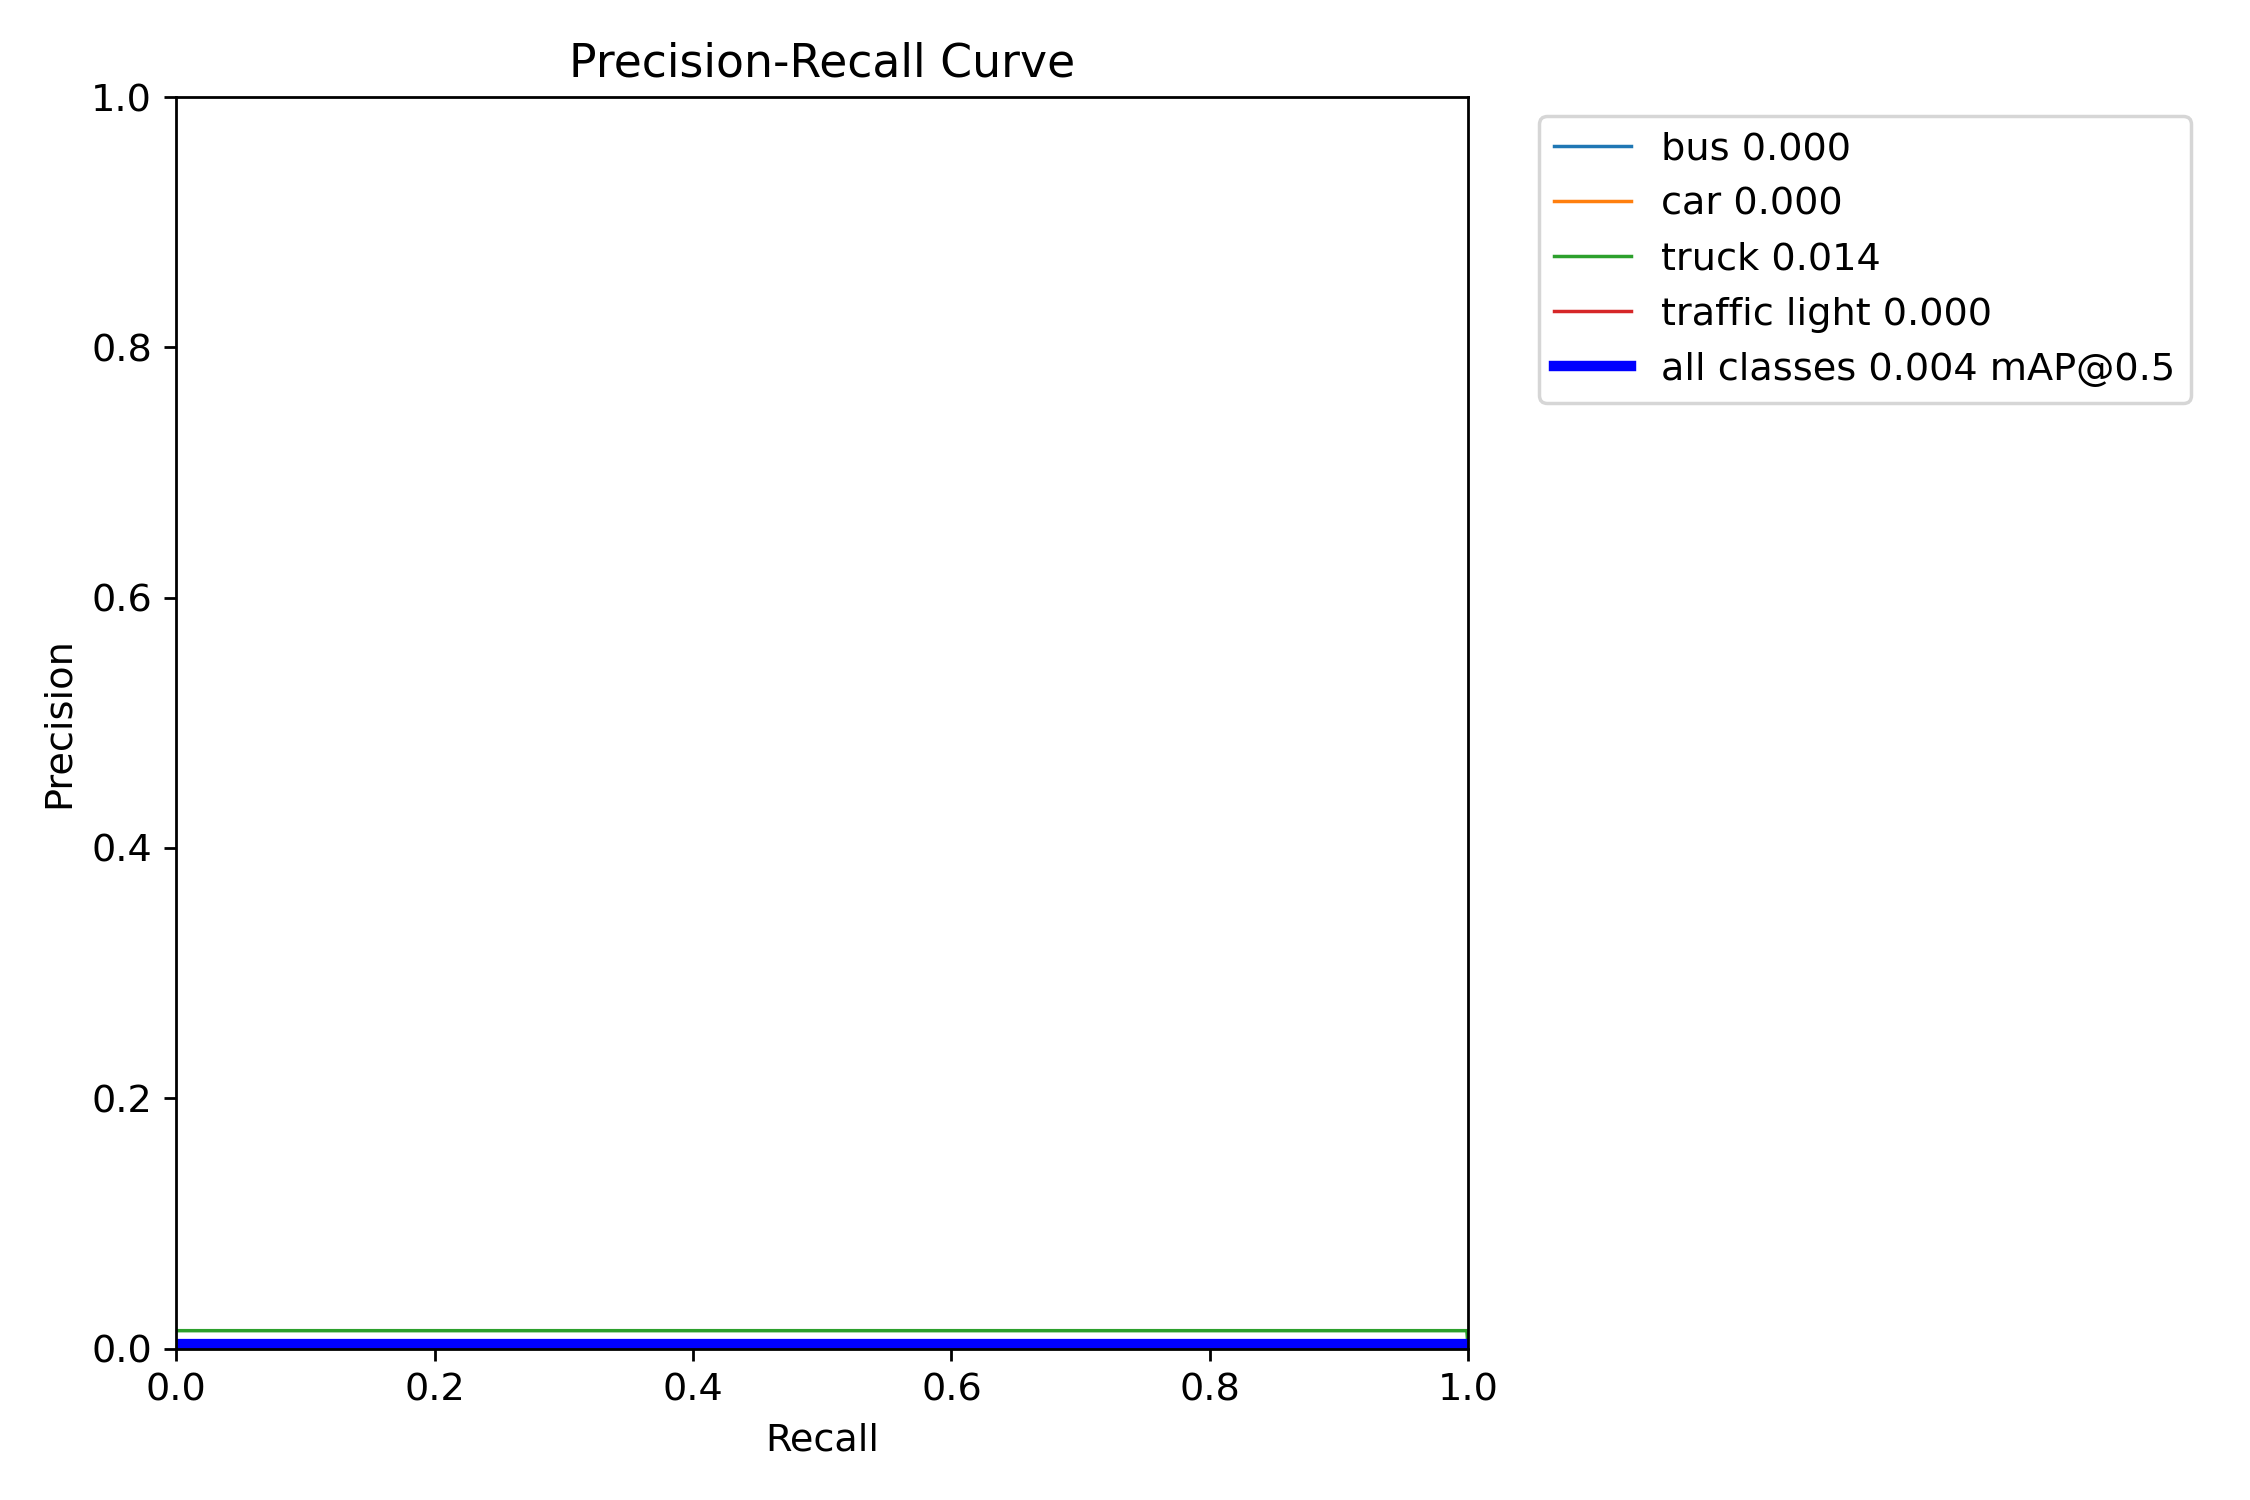 Precision-Recall Curve
1.0
0.8
0.6
0.4
0.2
0.0
Precision
0.0 0.2 0.4 0.6 0.8 1.0
Recall
bus 0.000
car 0.000
truck 0.014
traffic light 0.000
all classes 0.004 mAP@0.5